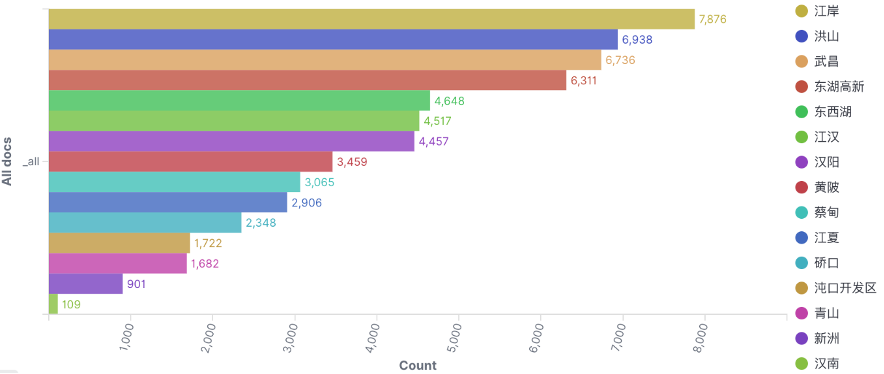 7,876
6,938
6,736
6,311
4,648
4,517
4,457
3,459
3,065
2,906
2,348
1,722
1,682
901
109
All docs
_all
1,000
2,000
3,000
4,000
5,000
6,000
7,000
8,000
Count
江岸
洪山
武昌
东湖高新
东西湖
江汉
汉阳
黄陂
蔡甸
江夏
硚口
沌口开发区
青山
新洲
汉南